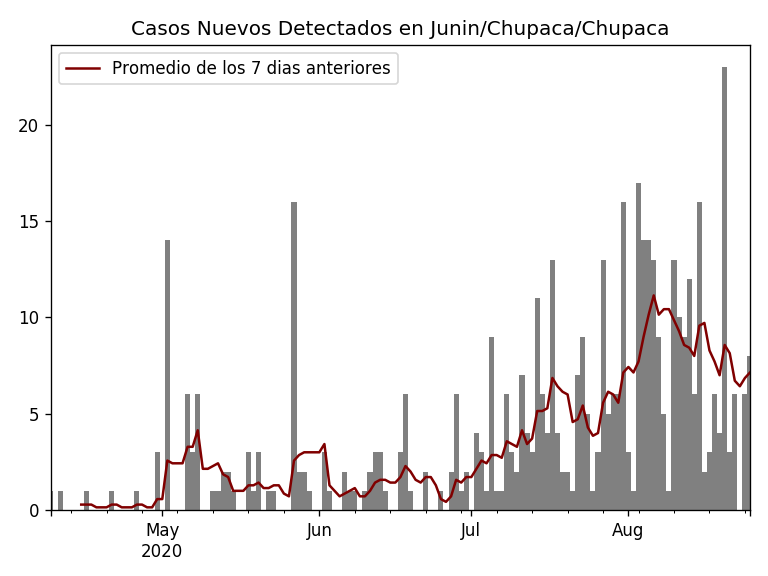 Casos Nuevos Detectados en Junin/Chupaca/Chupaca
Promedio de los 7 dias anteriores
20
15
10
5
0
May
2020
Jun
Jul
Aug